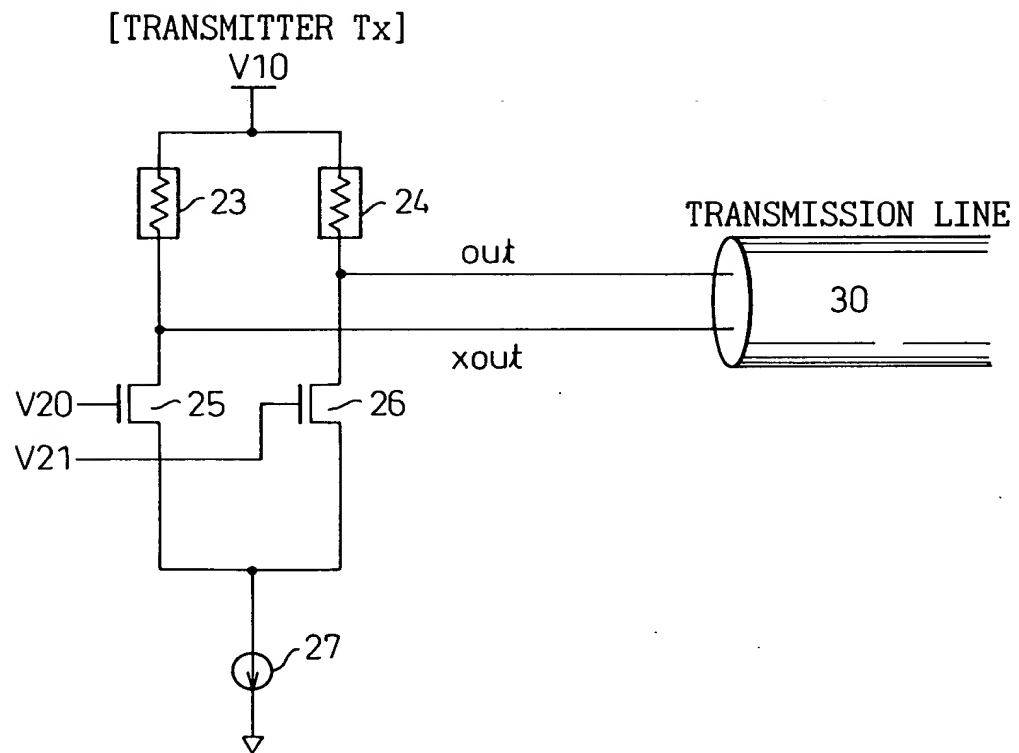 [TRANSMITTER Tx]
V10
23
24
TRANSMISSION LINE
out
30
xout
V20
25
26
V21
27